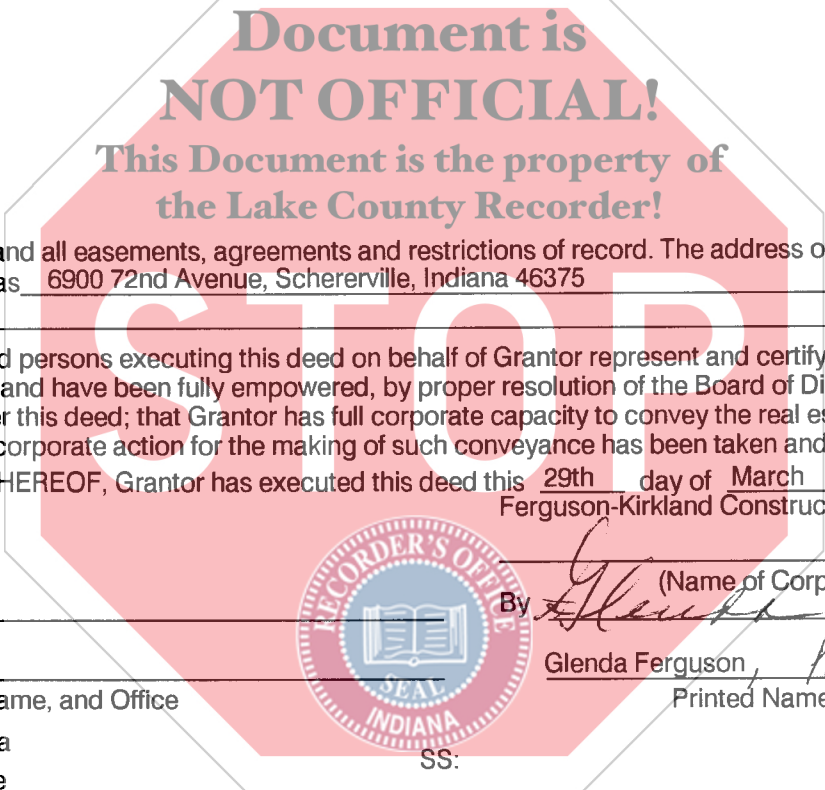 Document is
NOT OFFICIAL!
This Document is the property of
the Lake County Recorder!
and all easements, agreements and restrictions of record. The address o
as 6900 72nd Avenue, Schererville, Indiana 46375
STOP
d persons executing this deed on behalf of Grantor represent and certify
and have been fully empowered, by proper resolution of the Board of Di
r this deed; that Grantor has full corporate capacity to convey the real es
corporate action for the making of such conveyance has been taken and
HEREOF, Grantor has executed this deed this 29th day of March
Ferguson-Kirkland Construc
(Name of Corp
By Glenda
Glenda Ferguson,
ame, and Office
Printed Name
RECORDER'S OFFICE
SEAL
INDIANA
a
SS:
e